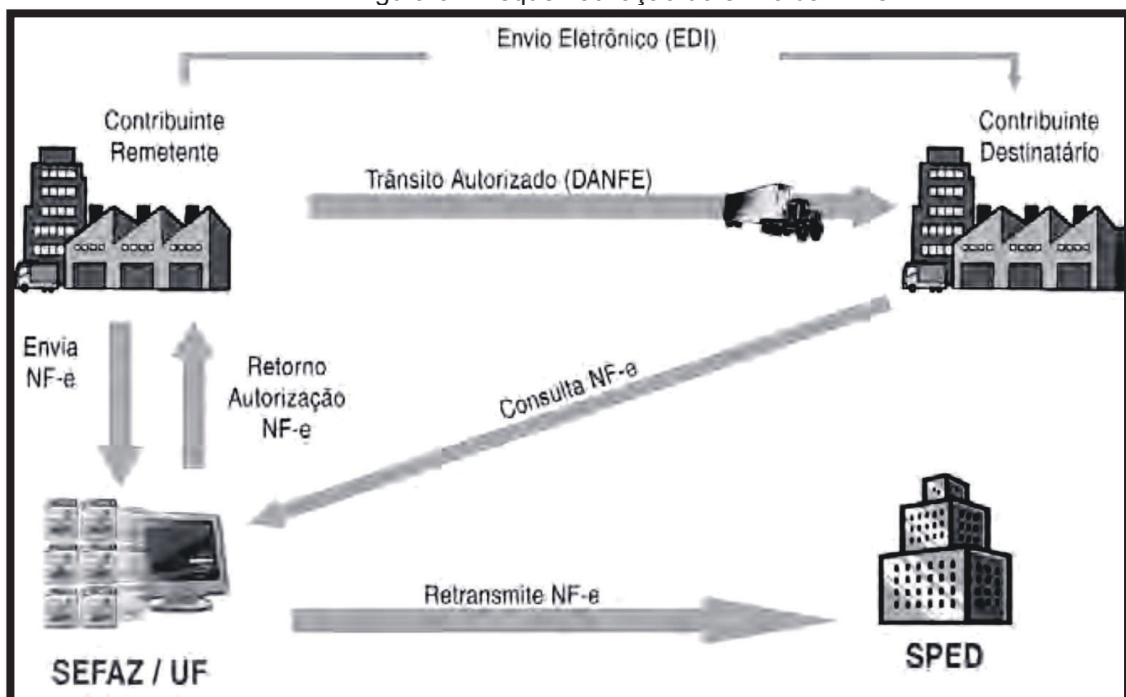 Envio Eletrônico (EDI)
Contribuinte
Remetente
Contribuinte
Destinatário
Trânsito Autorizado (DANFE)
Envia
NF-e
Retorno
Autorização
NF-e
Consulta NF-e
Retransmite NF-e
SEFAZ / UF
SPED